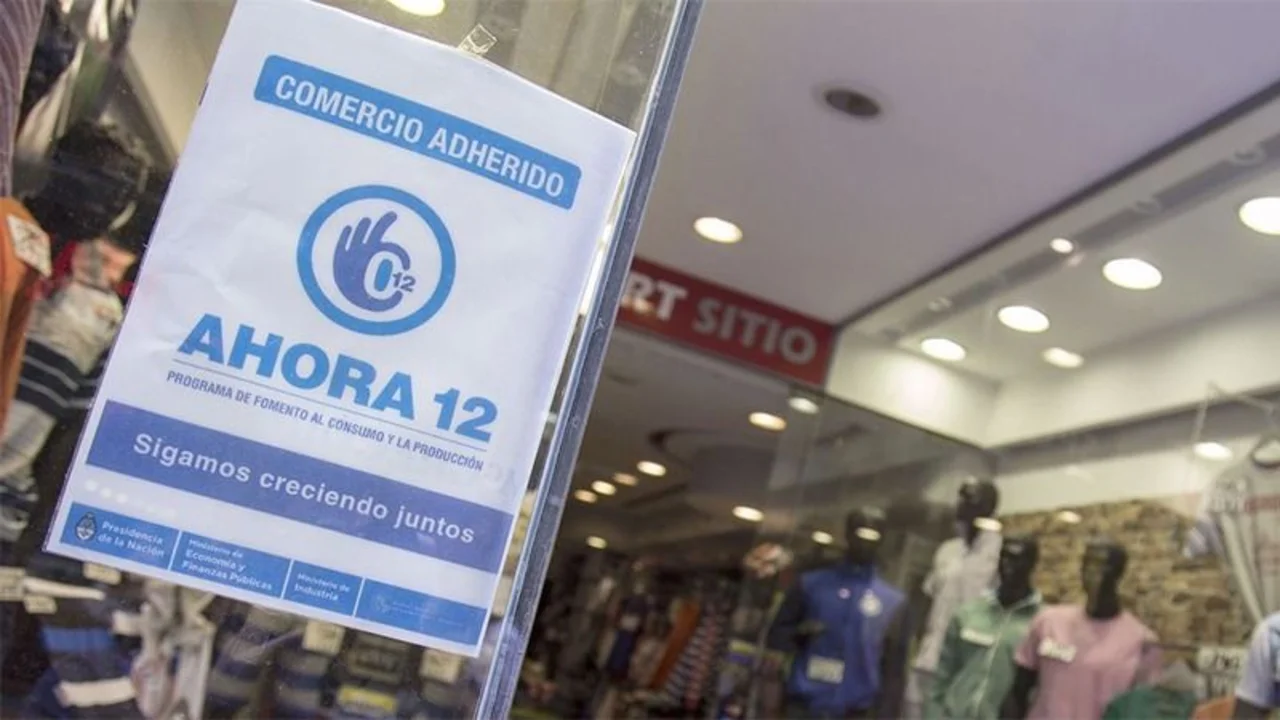 COMERCIO ADHERIDO
12
AHORA 12
PROGRAMA DE FOMENTO AL CONSUMO Y LA PRODUCCIÓN
Sigamos creciendo juntos
Presidencia
de la Nación
Ministerio de
Economía y
Finanzas Públicas
Ministerio de
Industria
RT SITIO